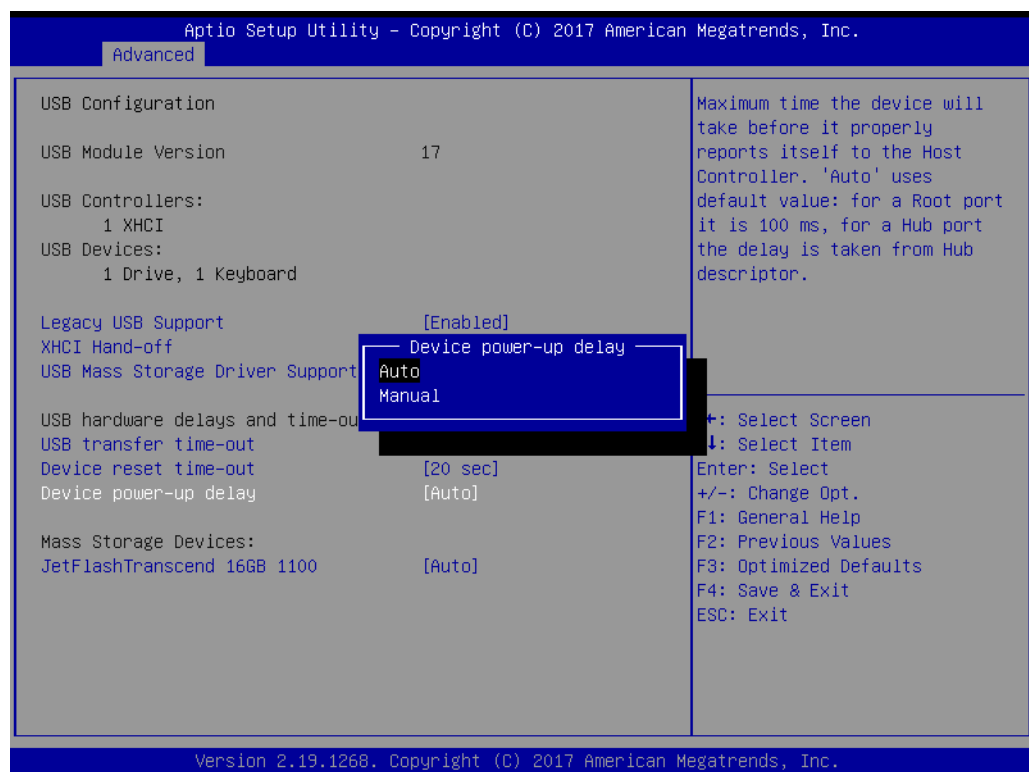 Aptio Setup Utility – Copyright (C) 2017 American Megatrends, Inc.
Advanced
USB Configuration
USB Module Version 17
USB Controllers:
1 XHCI
USB Devices:
1 Drive, 1 Keyboard
Legacy USB Support [Enabled]
XHCI Hand-off
USB Mass Storage Driver Support
USB hardware delays and time-ou
USB transfer time-out
Device reset time-out [20 sec]
Device power-up delay [Auto]
Mass Storage Devices:
JetFlashTranscend 16GB 1100 [Auto]
Device power-up delay
Auto
Manual
Maximum time the device will
take before it properly
reports itself to the Host
Controller. 'Auto' uses
default value: for a Root port
it is 100 ms, for a Hub port
the delay is taken from Hub
descriptor.
: Select Screen
↓: Select Item
Enter: Select
+/-: Change Opt.
F1: General Help
F2: Previous Values
F3: Optimized Defaults
F4: Save & Exit
ESC: Exit
Version 2.19.1268. Copyright (C) 2017 American Megatrends, Inc.